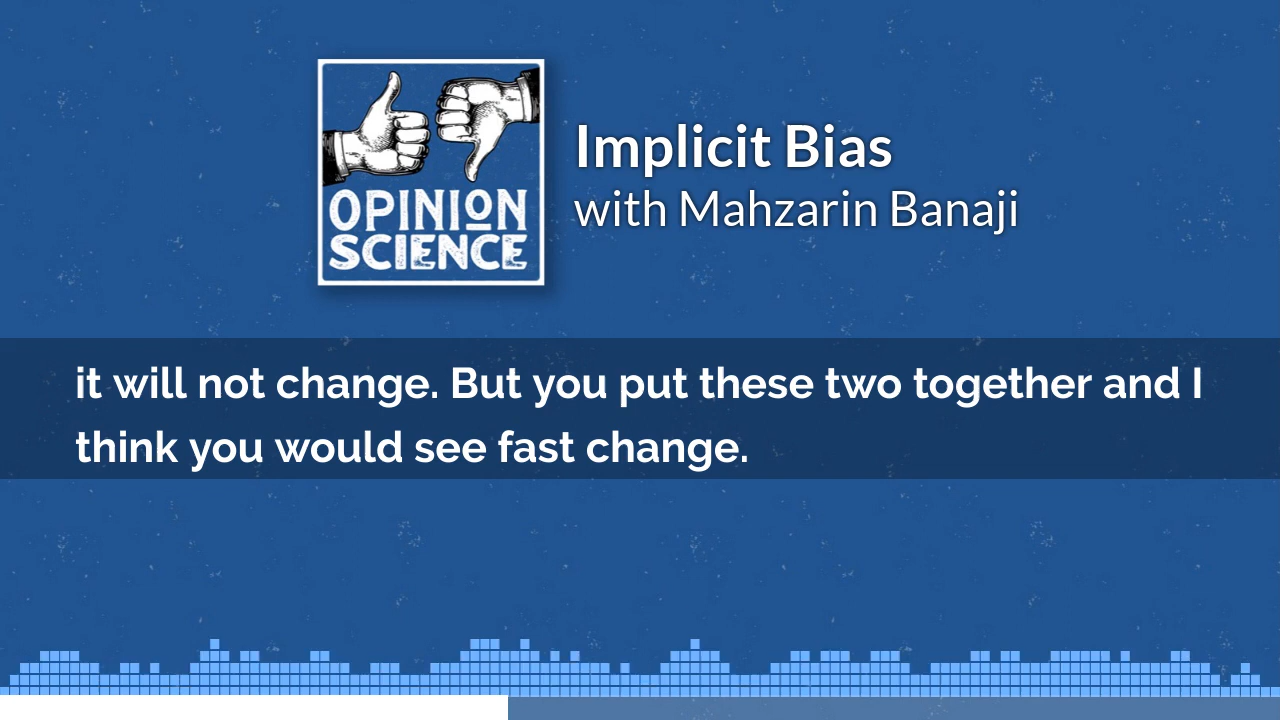 OPINION
SCIENCE
Implicit Bias
with Mahzarin Banaji
it will not change. But you put these two together and I
think you would see fast change.